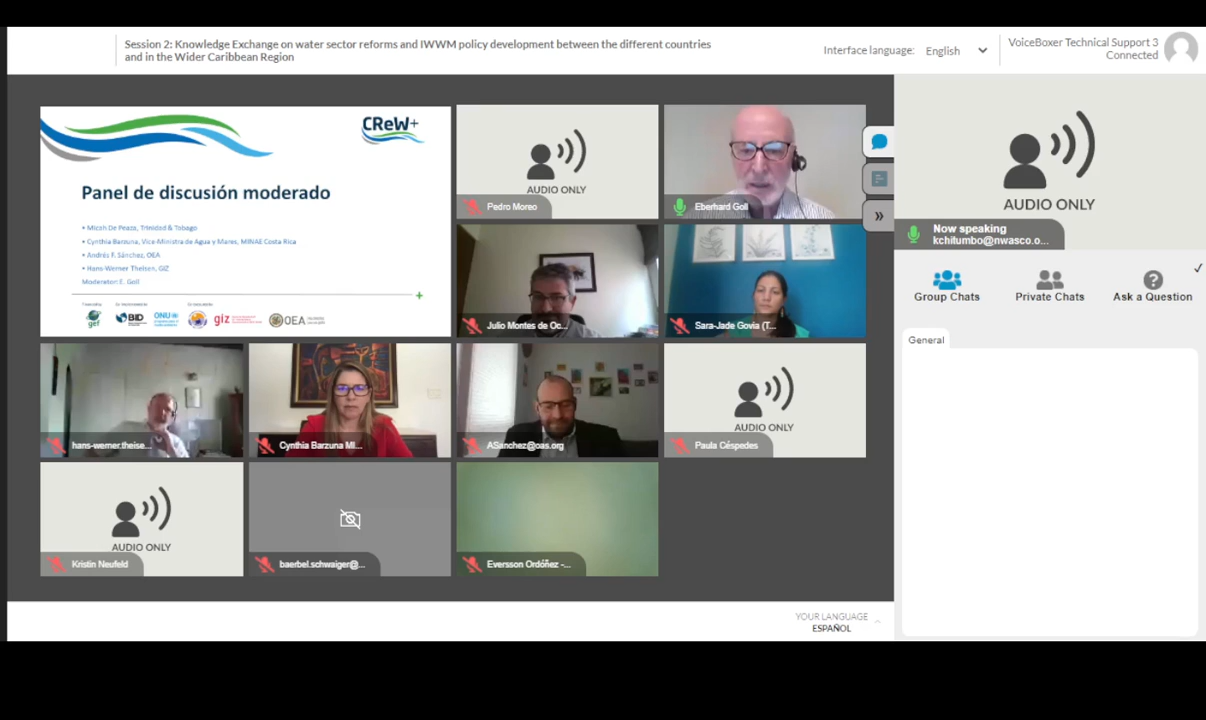 Session 2: Knowledge Exchange on water sector reforms and IWWM policy development between the different countries
and in the Wider Caribbean Region
Interface language: English
VoiceBoxer Technical Support 3
Connected
CReW+
Panel de discusión moderado
• Micah De Peaza, Trinidad & Tobago
• Cynthia Barzuna, Vice-Ministra de Agua y Mares, MINAE Costa Rica
• Andrés F. Sánchez, OEA
• Hans-Werner Theisen, GIZ
Moderator: E. Goll
gef
BID
ONU
giz
OEA
AUDIO ONLY
Pedro Moreo
Eberhard Goll
Julio Montes de Oc...
Sara-Jade Govia (T...
hans-werner.theise...
Cynthia Barzuna MI...
ASanchez@oas.org
AUDIO ONLY
Paula Céspedes
AUDIO ONLY
Kristin Neufeld
baerbel.schwaiger@...
Eversson Ordóñez -...
AUDIO ONLY
Now speaking
kchitumbo@nwasco.o...
Group Chats
Private Chats
Ask a Question
General
YOUR LANGUAGE
ESPAÑOL